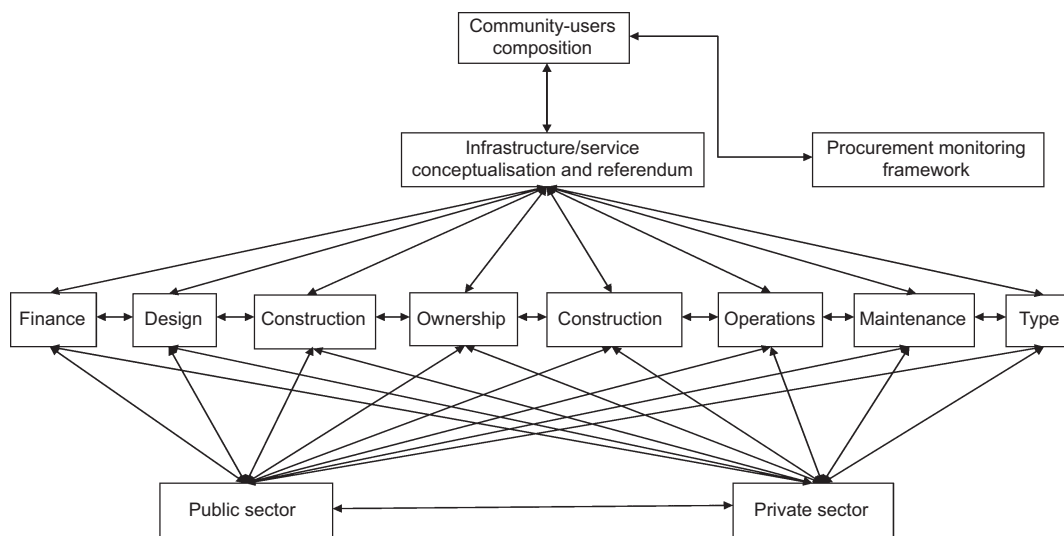 Community-users
composition
Infrastructure/service
conceptualisation and referendum
Procurement monitoring
framework
Finance
Design
Construction
Ownership
Construction
Operations
Maintenance
Type
Public sector
Private sector